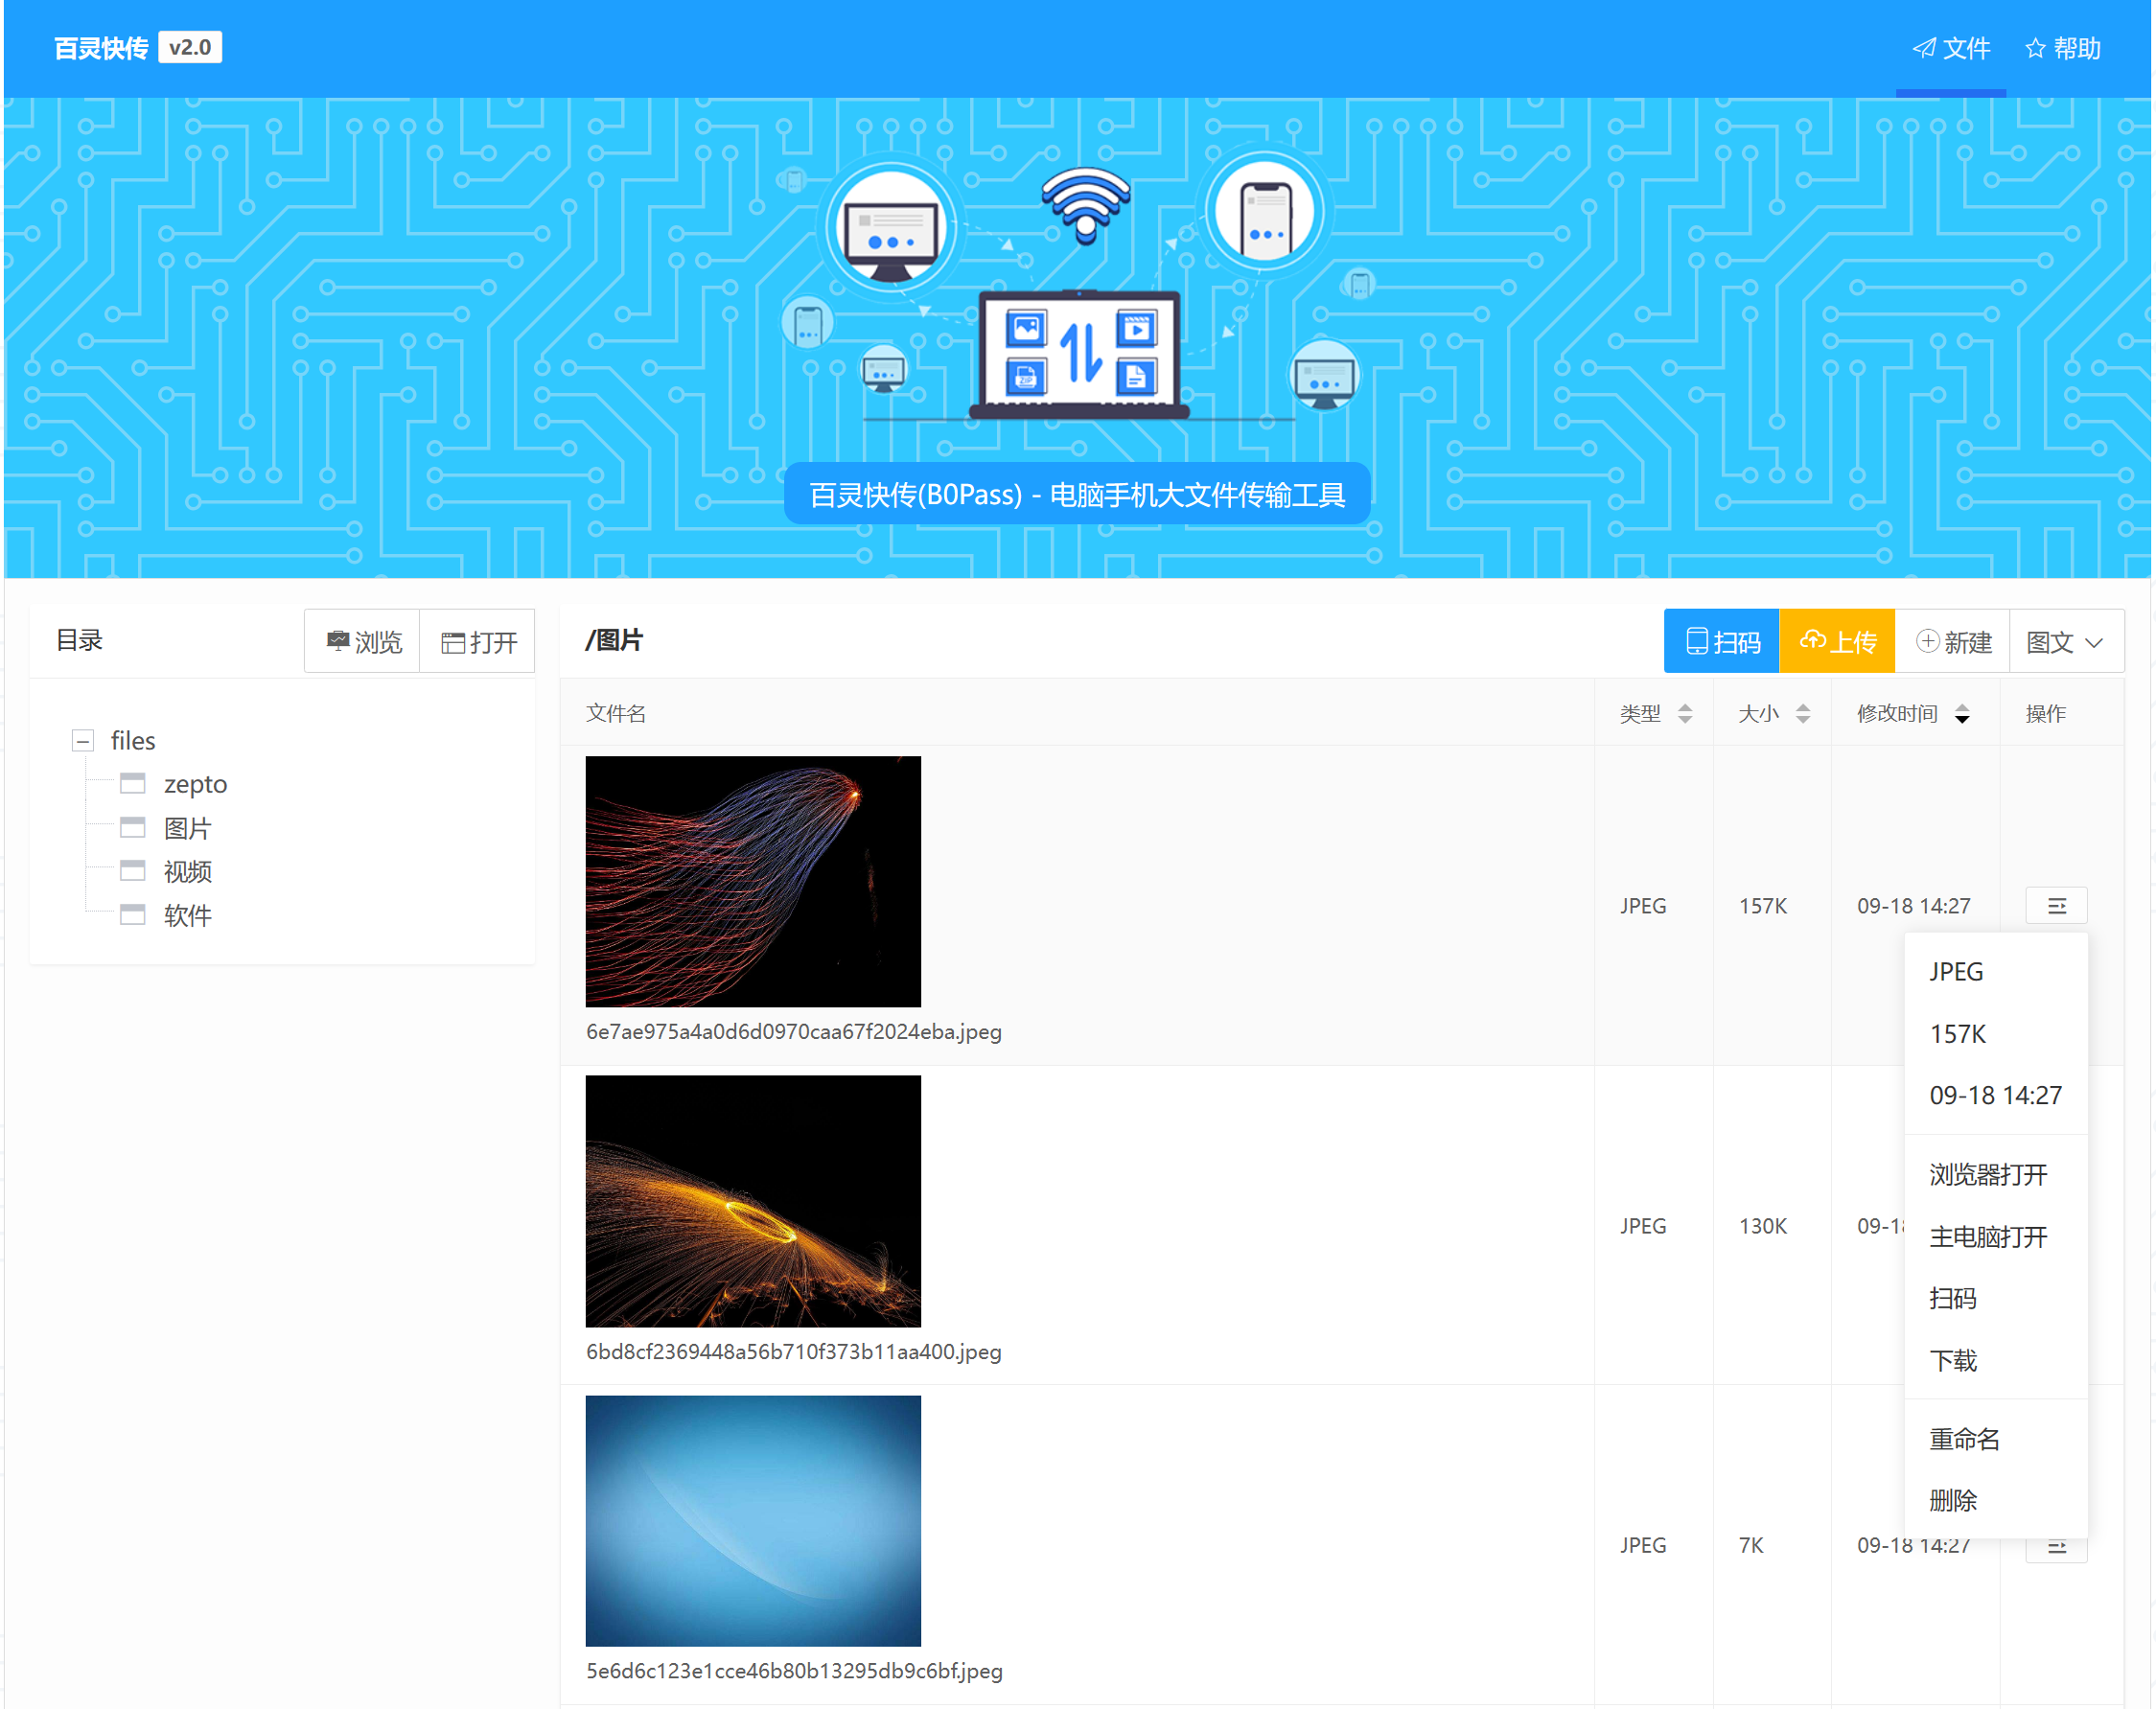 百灵快传 v2.0
文件 帮助
ZIP
百灵快传(B0Pass) - 电脑手机大文件传输工具
目录 浏览 打开
files
zepto
图片
视频
软件
/图片 扫码 上传 新建 图文
文件名 类型 大小 修改时间 操作
JPEG 157K 09-18 14:27
6e7ae975a4a0d6d0970caa67f2024eba.jpeg
JPEG 130K 09-18
6bd8cf2369448a56b710f373b11aa400.jpeg
JPEG 7K 09-18 14:27
5e6d6c123e1cce46b80b13295db9c6bf.jpeg
JPEG
157K
09-18 14:27
浏览器打开
主电脑打开
扫码
下载
重命名
删除